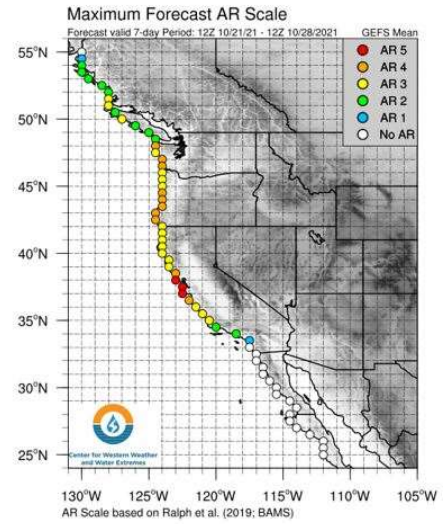 Maximum Forecast AR Scale
Forecast valid 7-day Period: 12Z 10/21/21 - 12Z 10/28/2021
GEFS Mean
AR 5
AR 4
AR 3
AR 2
AR 1
No AR
55°N
50°N
45°N
40°N
35°N
30°N
25°N
Center for Western Weather
and Water Extremes
130°W 125°W 120°W 115°W 110°W 105°W
AR Scale based on Ralph et al. (2019; BAMS)